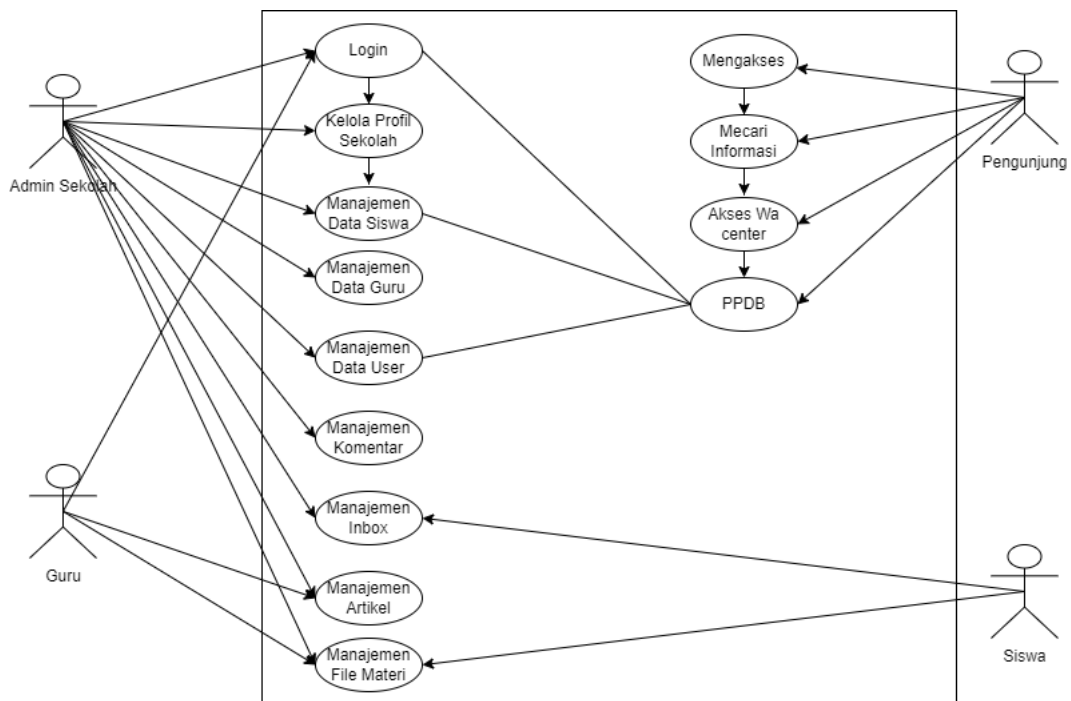 Login
Kelola Profil
Sekolah
Manajemen
Data Siswa
Manajemen
Data Guru
Manajemen
Data User
Manajemen
Komentar
Manajemen
Inbox
Manajemen
Artikel
Manajemen
File Materi
Mengakses
Mecari
Informasi
Akses Wa
center
PPDB
Admin Sekolah
Guru
Pengunjung
Siswa